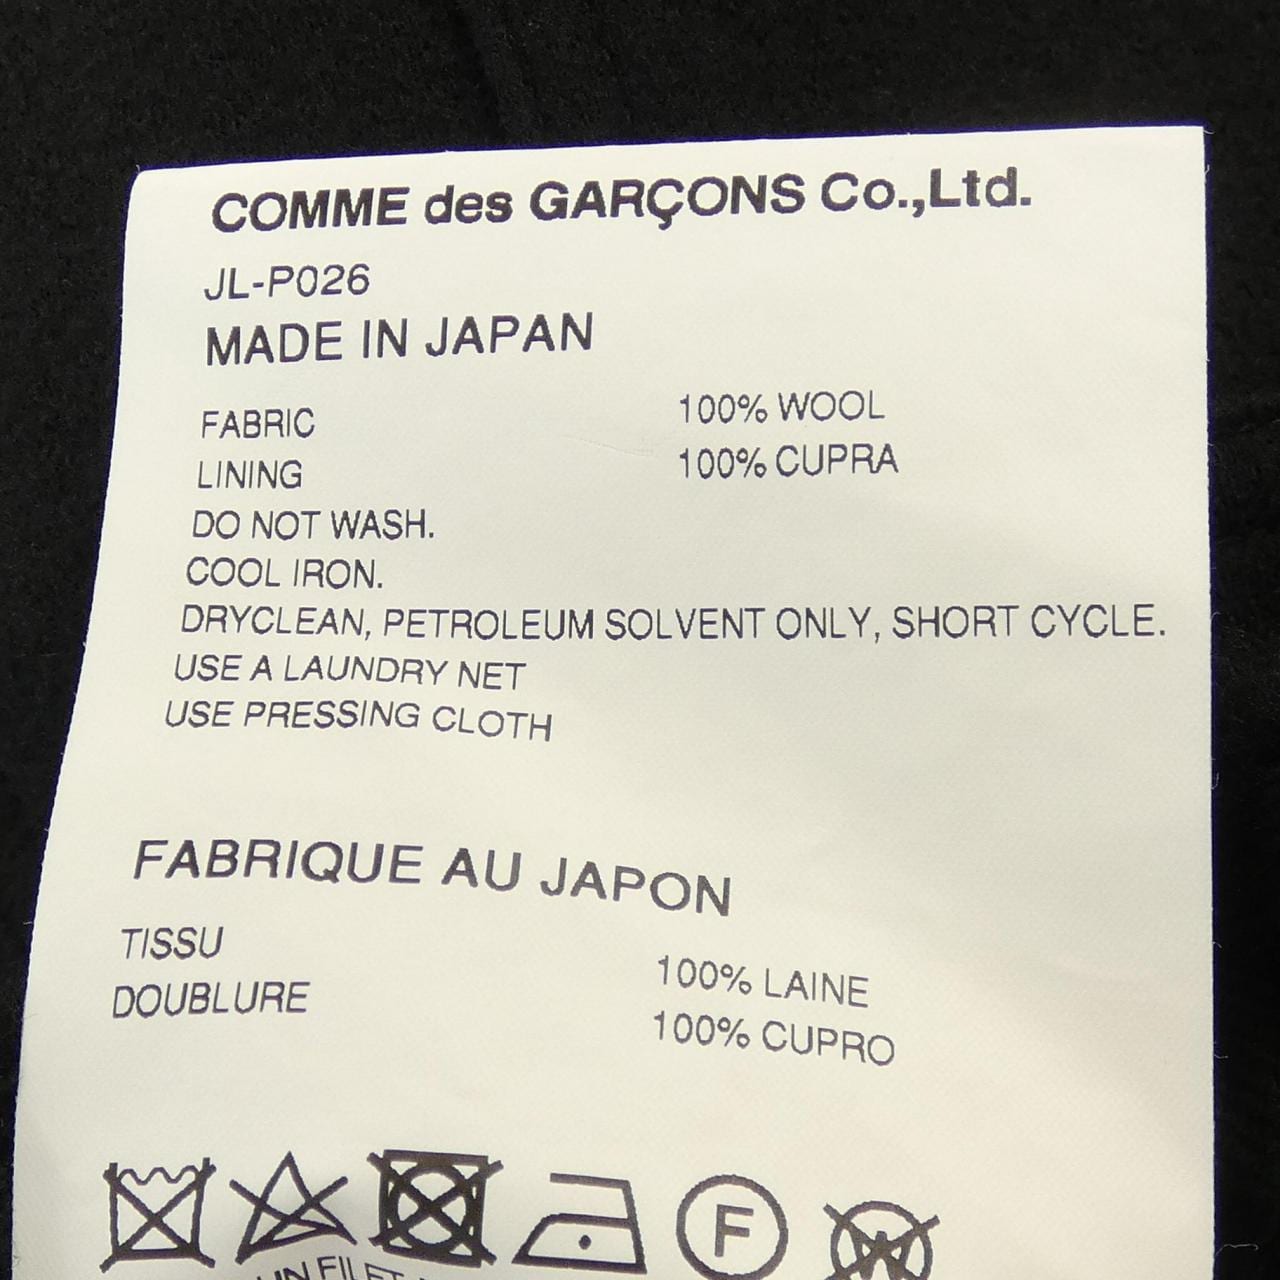 COMME des GARÇONS Co.,Ltd.
JL-P026
MADE IN JAPAN
FABRIC 100% WOOL
LINING 100% CUPRA
DO NOT WASH.
COOL IRON.
DRYCLEAN, PETROLEUM SOLVENT ONLY, SHORT CYCLE.
USE A LAUNDRY NET
USE PRESSING CLOTH
FABRIQUE AU JAPON
TISSU 100% LAINE
DOUBLURE 100% CUPRO
F W
UN FILET